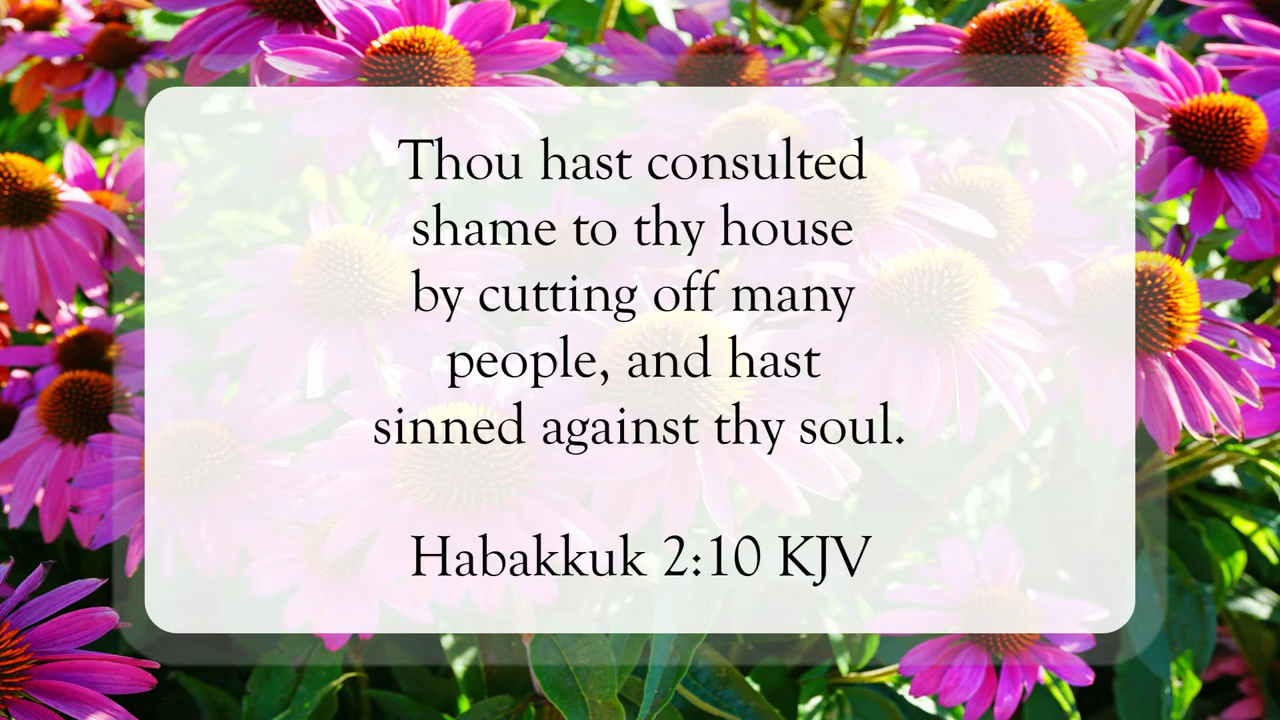 Thou hast consulted
shame to thy house
by cutting off many
people, and hast
sinned against thy soul.
Habakkuk 2:10 KJV